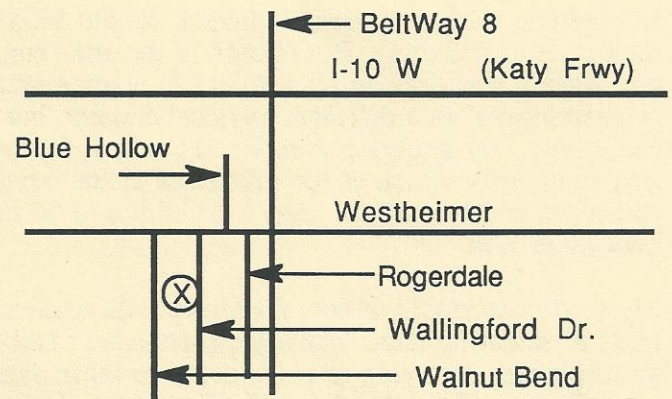 BeltWay 8
I-10 W (Katy Frwy)
Blue Hollow
Westheimer
X
Rogerdale
Wallingford Dr.
Walnut Bend